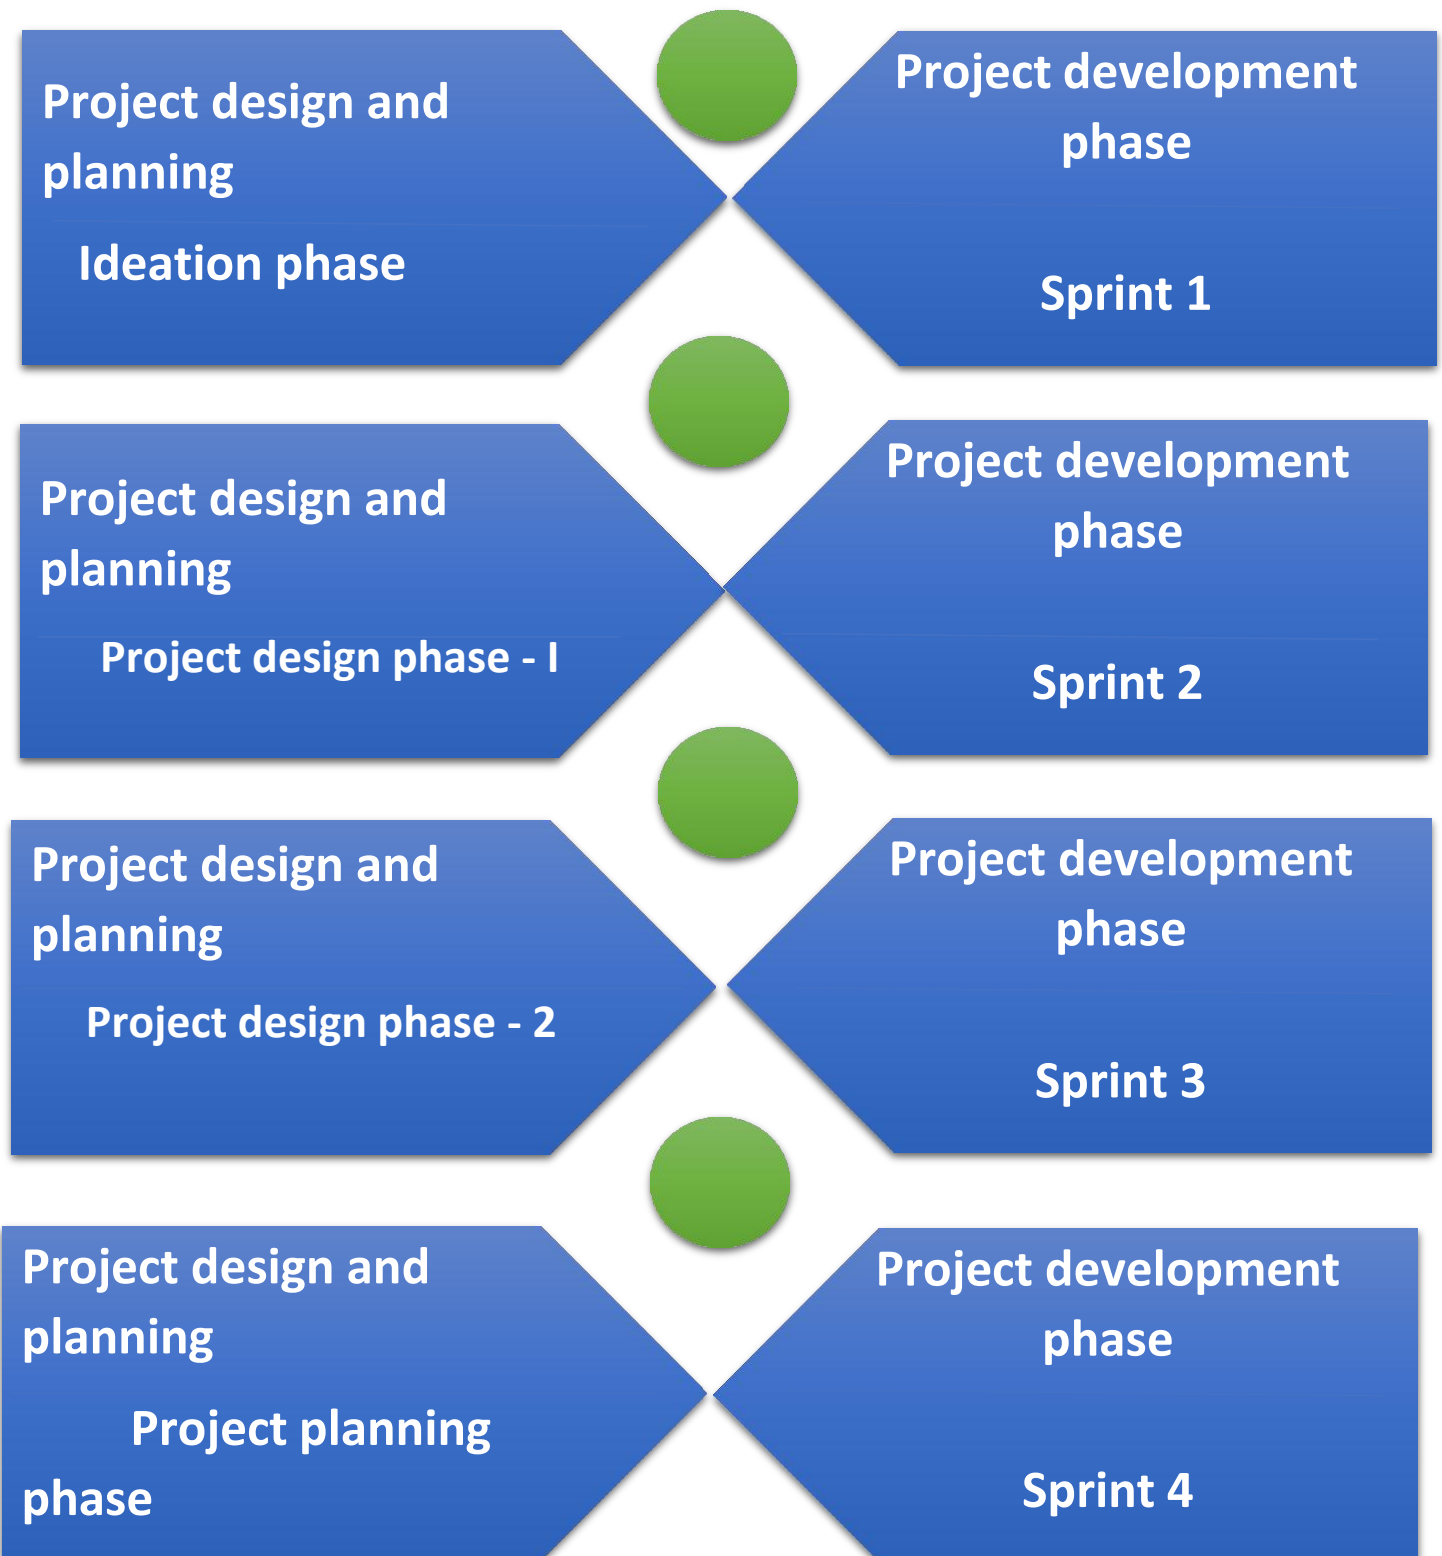 Project design and
planning
Ideation phase
Project development
phase
Sprint 1
Project design and
planning
Project design phase - I
Project development
phase
Sprint 2
Project design and
planning
Project design phase - 2
Project development
phase
Sprint 3
Project design and
planning
Project planning
phase
Project development
phase
Sprint 4